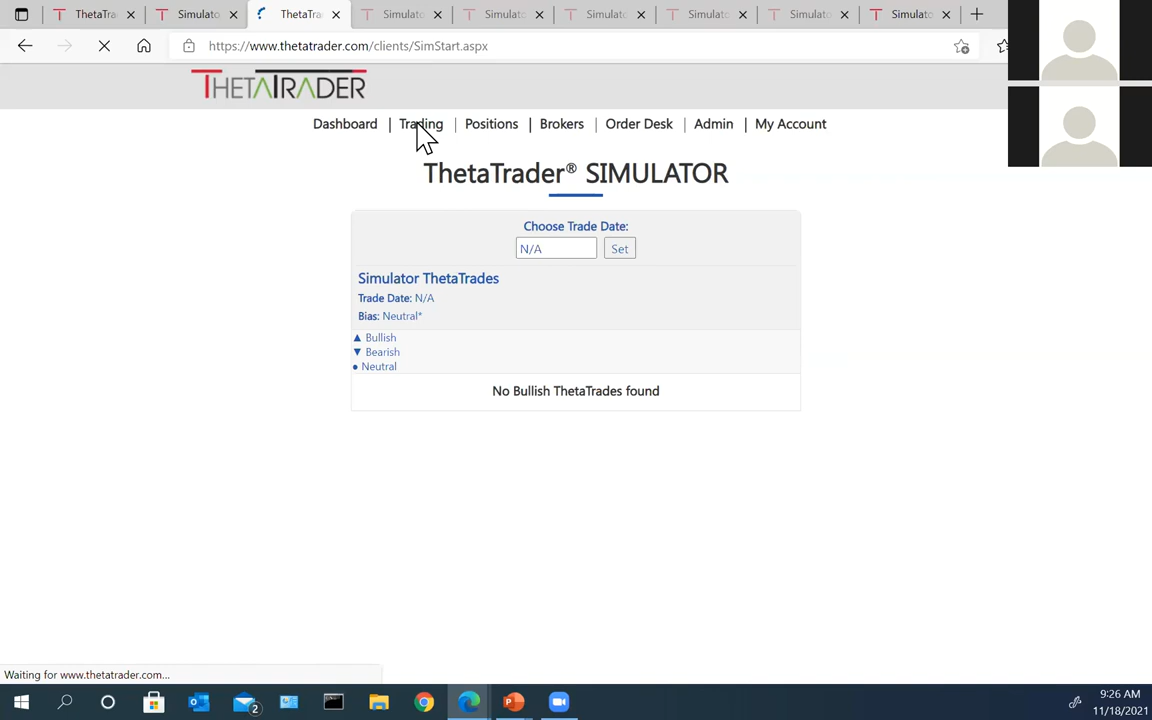 ThetaTra
Simulato
ThetaTra
Simulato
Simulato
Simulato
Simulato
Simulato
Simulato
https://www.thetatrader.com/clients/SimStart.aspx
THETATRADER
Dashboard | Trading | Positions | Brokers | Order Desk | Admin | My Account
ThetaTrader® SIMULATOR
Choose Trade Date:
N/A Set
Simulator ThetaTrades
Trade Date: N/A
Bias: Neutral*
▲ Bullish
▼ Bearish
● Neutral
No Bullish ThetaTrades found
Waiting for www.thetatrader.com...
2
9:26 AM
11/18/2021